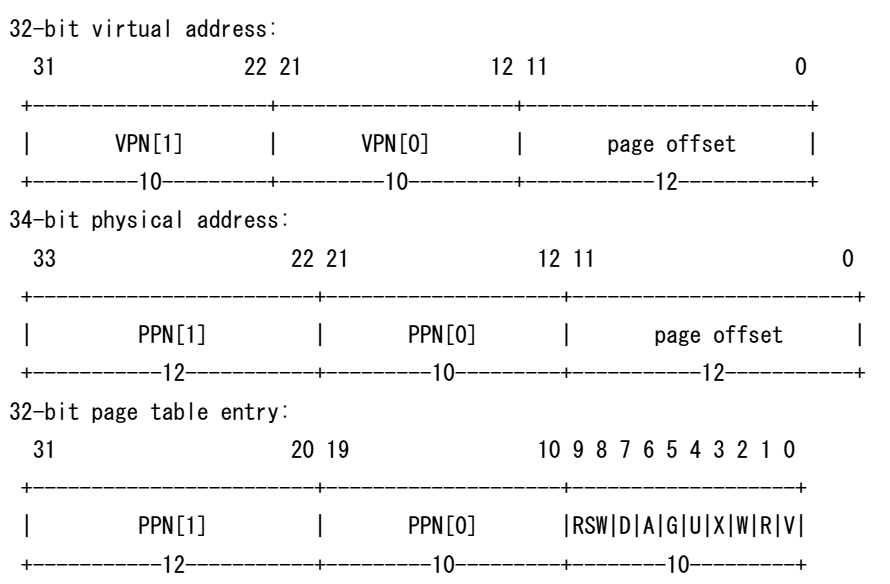 32-bit virtual address:
31 22 21 12 11 0
+--------------------+--------------------+------------------------+
| VPN[1] | VPN[0] | page offset |
+---------10---------+---------10---------+-----------12-----------+
34-bit physical address:
33 22 21 12 11 0
+------------------------+--------------------+------------------------+
| PPN[1] | PPN[0] | page offset |
+-----------12-----------+---------10---------+-----------12-----------+
32-bit page table entry:
31 20 19 10 9 8 7 6 5 4 3 2 1 0
+------------------------+--------------------+-------------------+
| PPN[1] | PPN[0] |RSW|D|A|G|U|X|W|R|V|
+-----------12-----------+---------10---------+--------10---------+